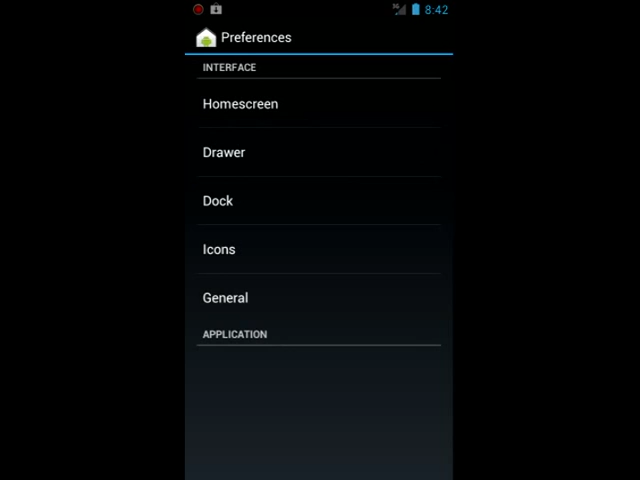 8:42
Preferences
INTERFACE
Homescreen
Drawer
Dock
Icons
General
APPLICATION